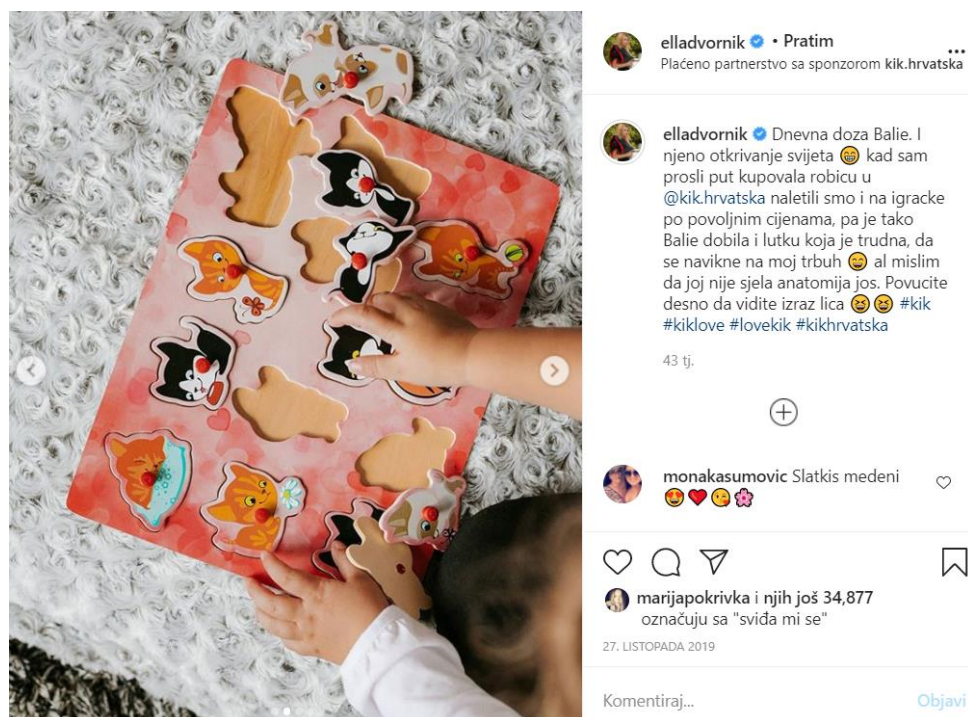 elladvornik • Pratim
Plaćeno partnerstvo sa sponzorom kik.hrvatska
elladvornik Dnevna doza Balie. I
njeno otkrivanje svijeta 😁 kad sam
prosli put kupovala robicu u
@kik.hrvatska naletili smo i na igracke
po povoljnim cijenama, pa je tako
Balie dobila i lutku koja je trudna, da
se navikne na moj trbuh 😄 al mislim
da joj nije sjela anatomija jos. Povucite
desno da vidite izraz lica 😆😆 #kik
#kiklove #lovekik #kikhrvatska
43 tj.
monakasumovic Slatkis medeni
😍❤️😘🌸
marijapokrivka i njih još 34,877
označuju sa "sviđa mi se"
27. LISTOPADA 2019
Komentiraj... Objavi